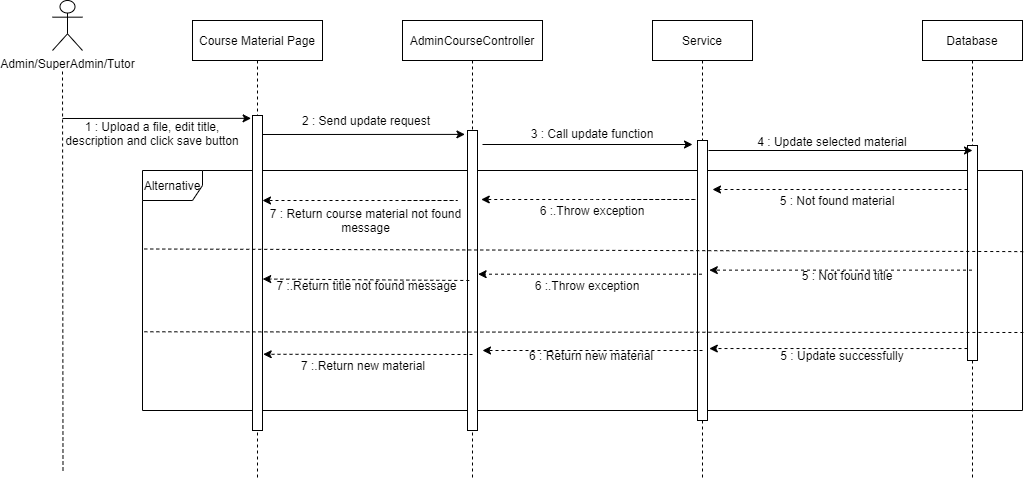 Course Material Page
AdminCourseController
Service
Database
Admin/SuperAdmin/Tutor
1 : Upload a file, edit title,
description and click save button
2 : Send update request
3 : Call update function
4 : Update selected material
Alternative
5 : Not found material
6 :.Throw exception
7 : Return course material not found
message
5 : Not found title
6 :.Throw exception
7 :.Return title not found message
5 : Update successfully
6 : Return new material
7 :.Return new material